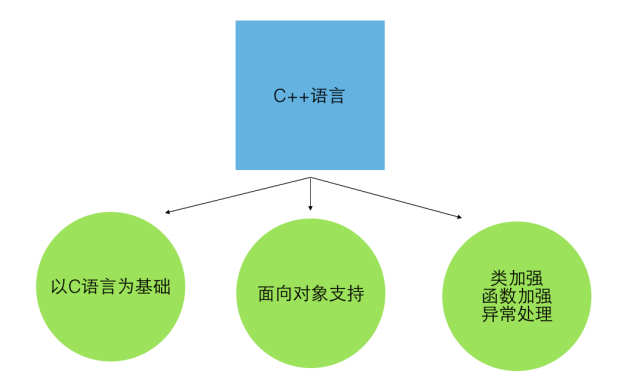 C++语言
以C语言为基础
面向对象支持
类加强
函数加强
异常处理